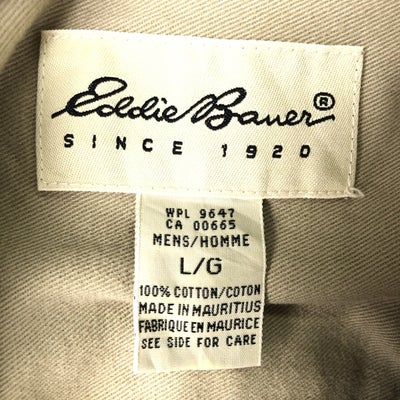 Eddie Bauer®
SINCE 1920
WPL 9647
CA 00665
MENS/HOMME
L/G
100% COTTON/COTON
MADE IN MAURITIUS
FABRIQUE EN MAURICE
SEE SIDE FOR CARE